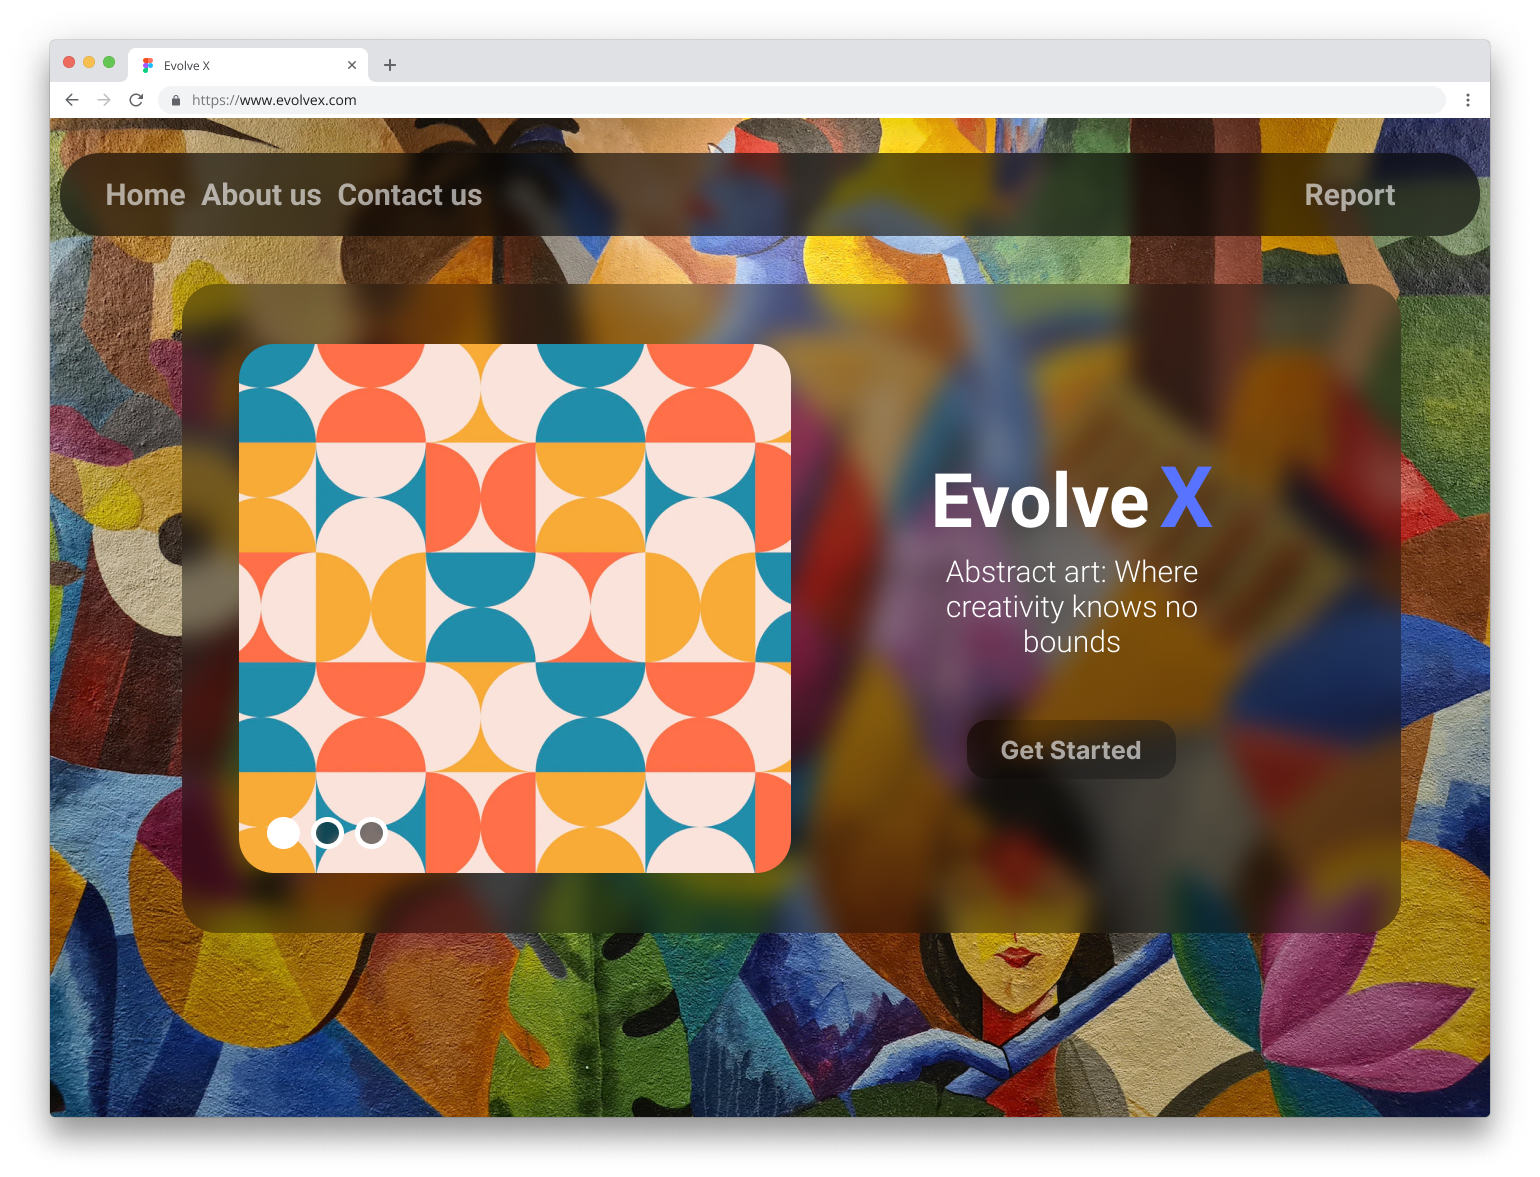 Evolve X
https://www.evolvex.com
Home About us Contact us Report
Evolve X
Abstract art: Where
creativity knows no
bounds
Get Started